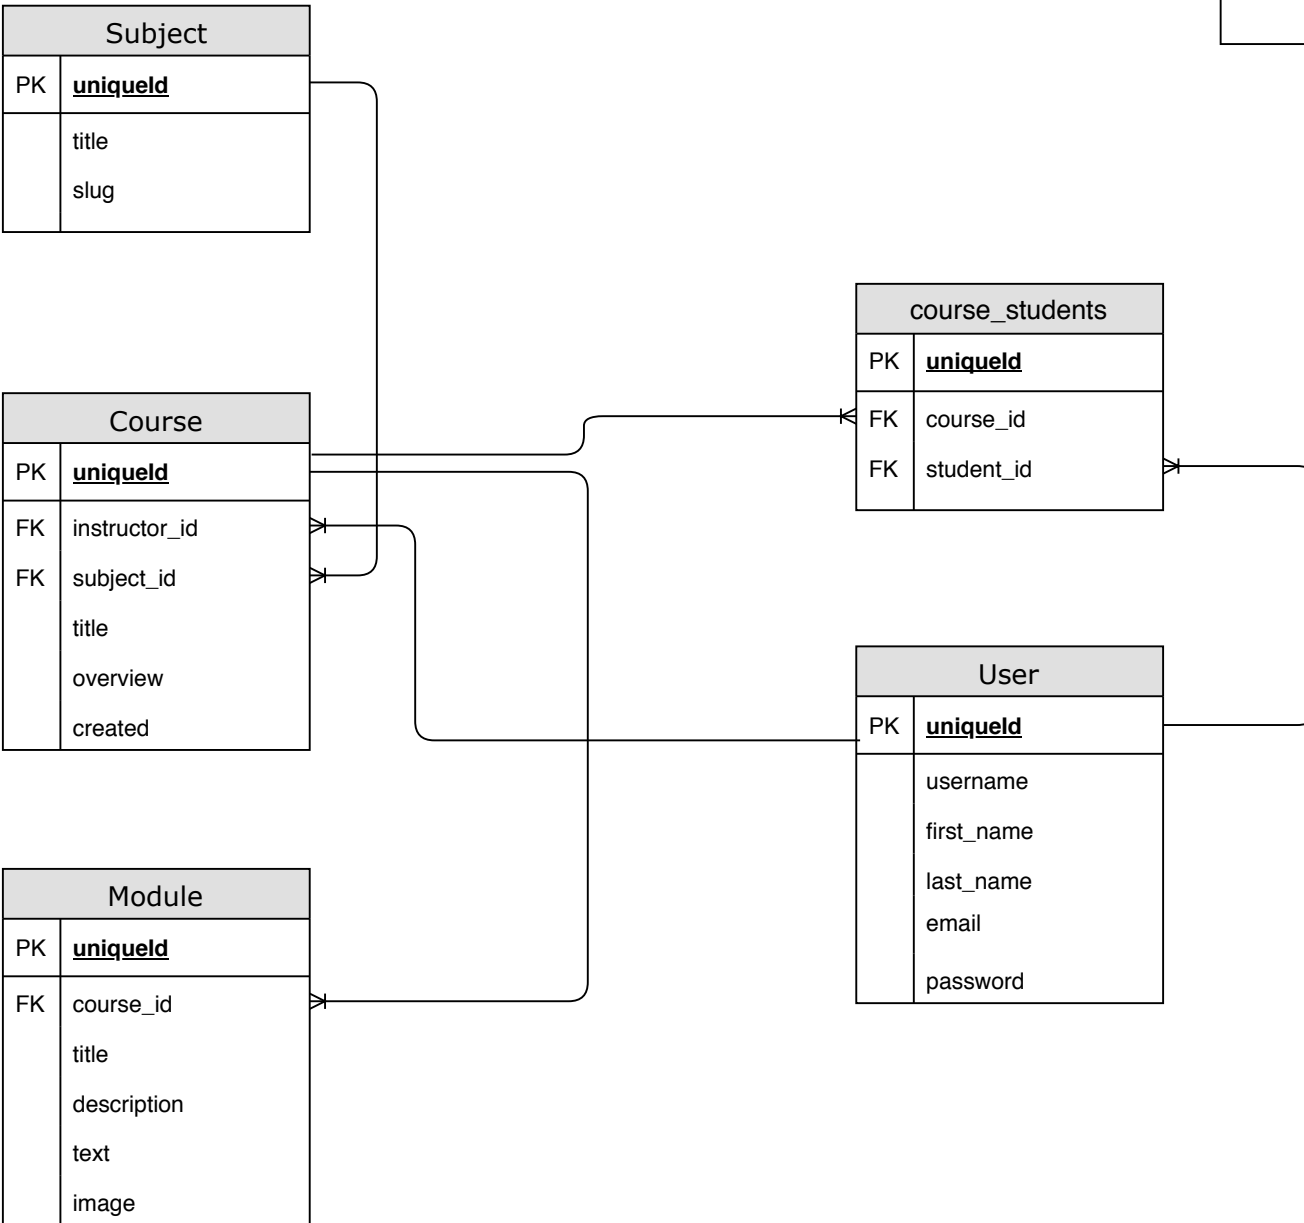 Subject
PK uniqueId
title
slug
course_students
PK uniqueId
FK course_id
FK student_id
Course
PK uniqueId
FK instructor_id
FK subject_id
title
overview
created
User
PK uniqueId
username
first_name
last_name
email
password
Module
PK uniqueId
FK course_id
title
description
text
image